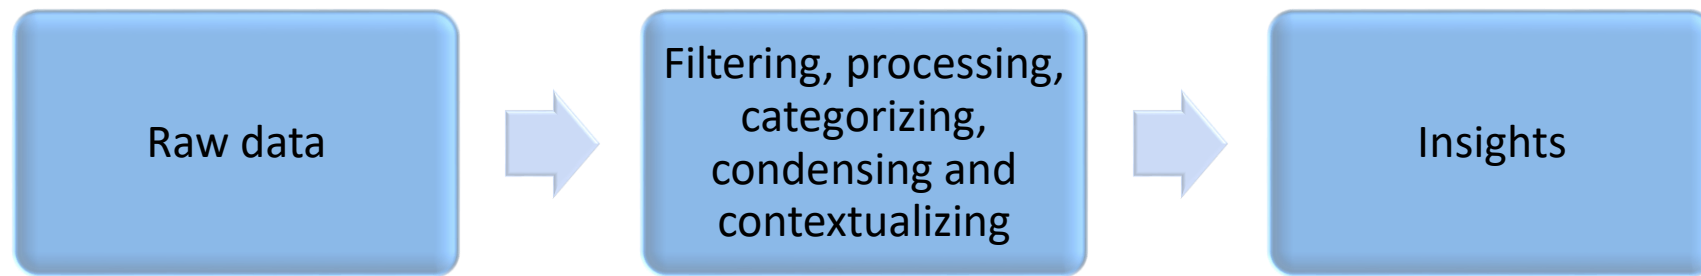 Raw data
Filtering, processing,
categorizing,
condensing and
contextualizing
Insights